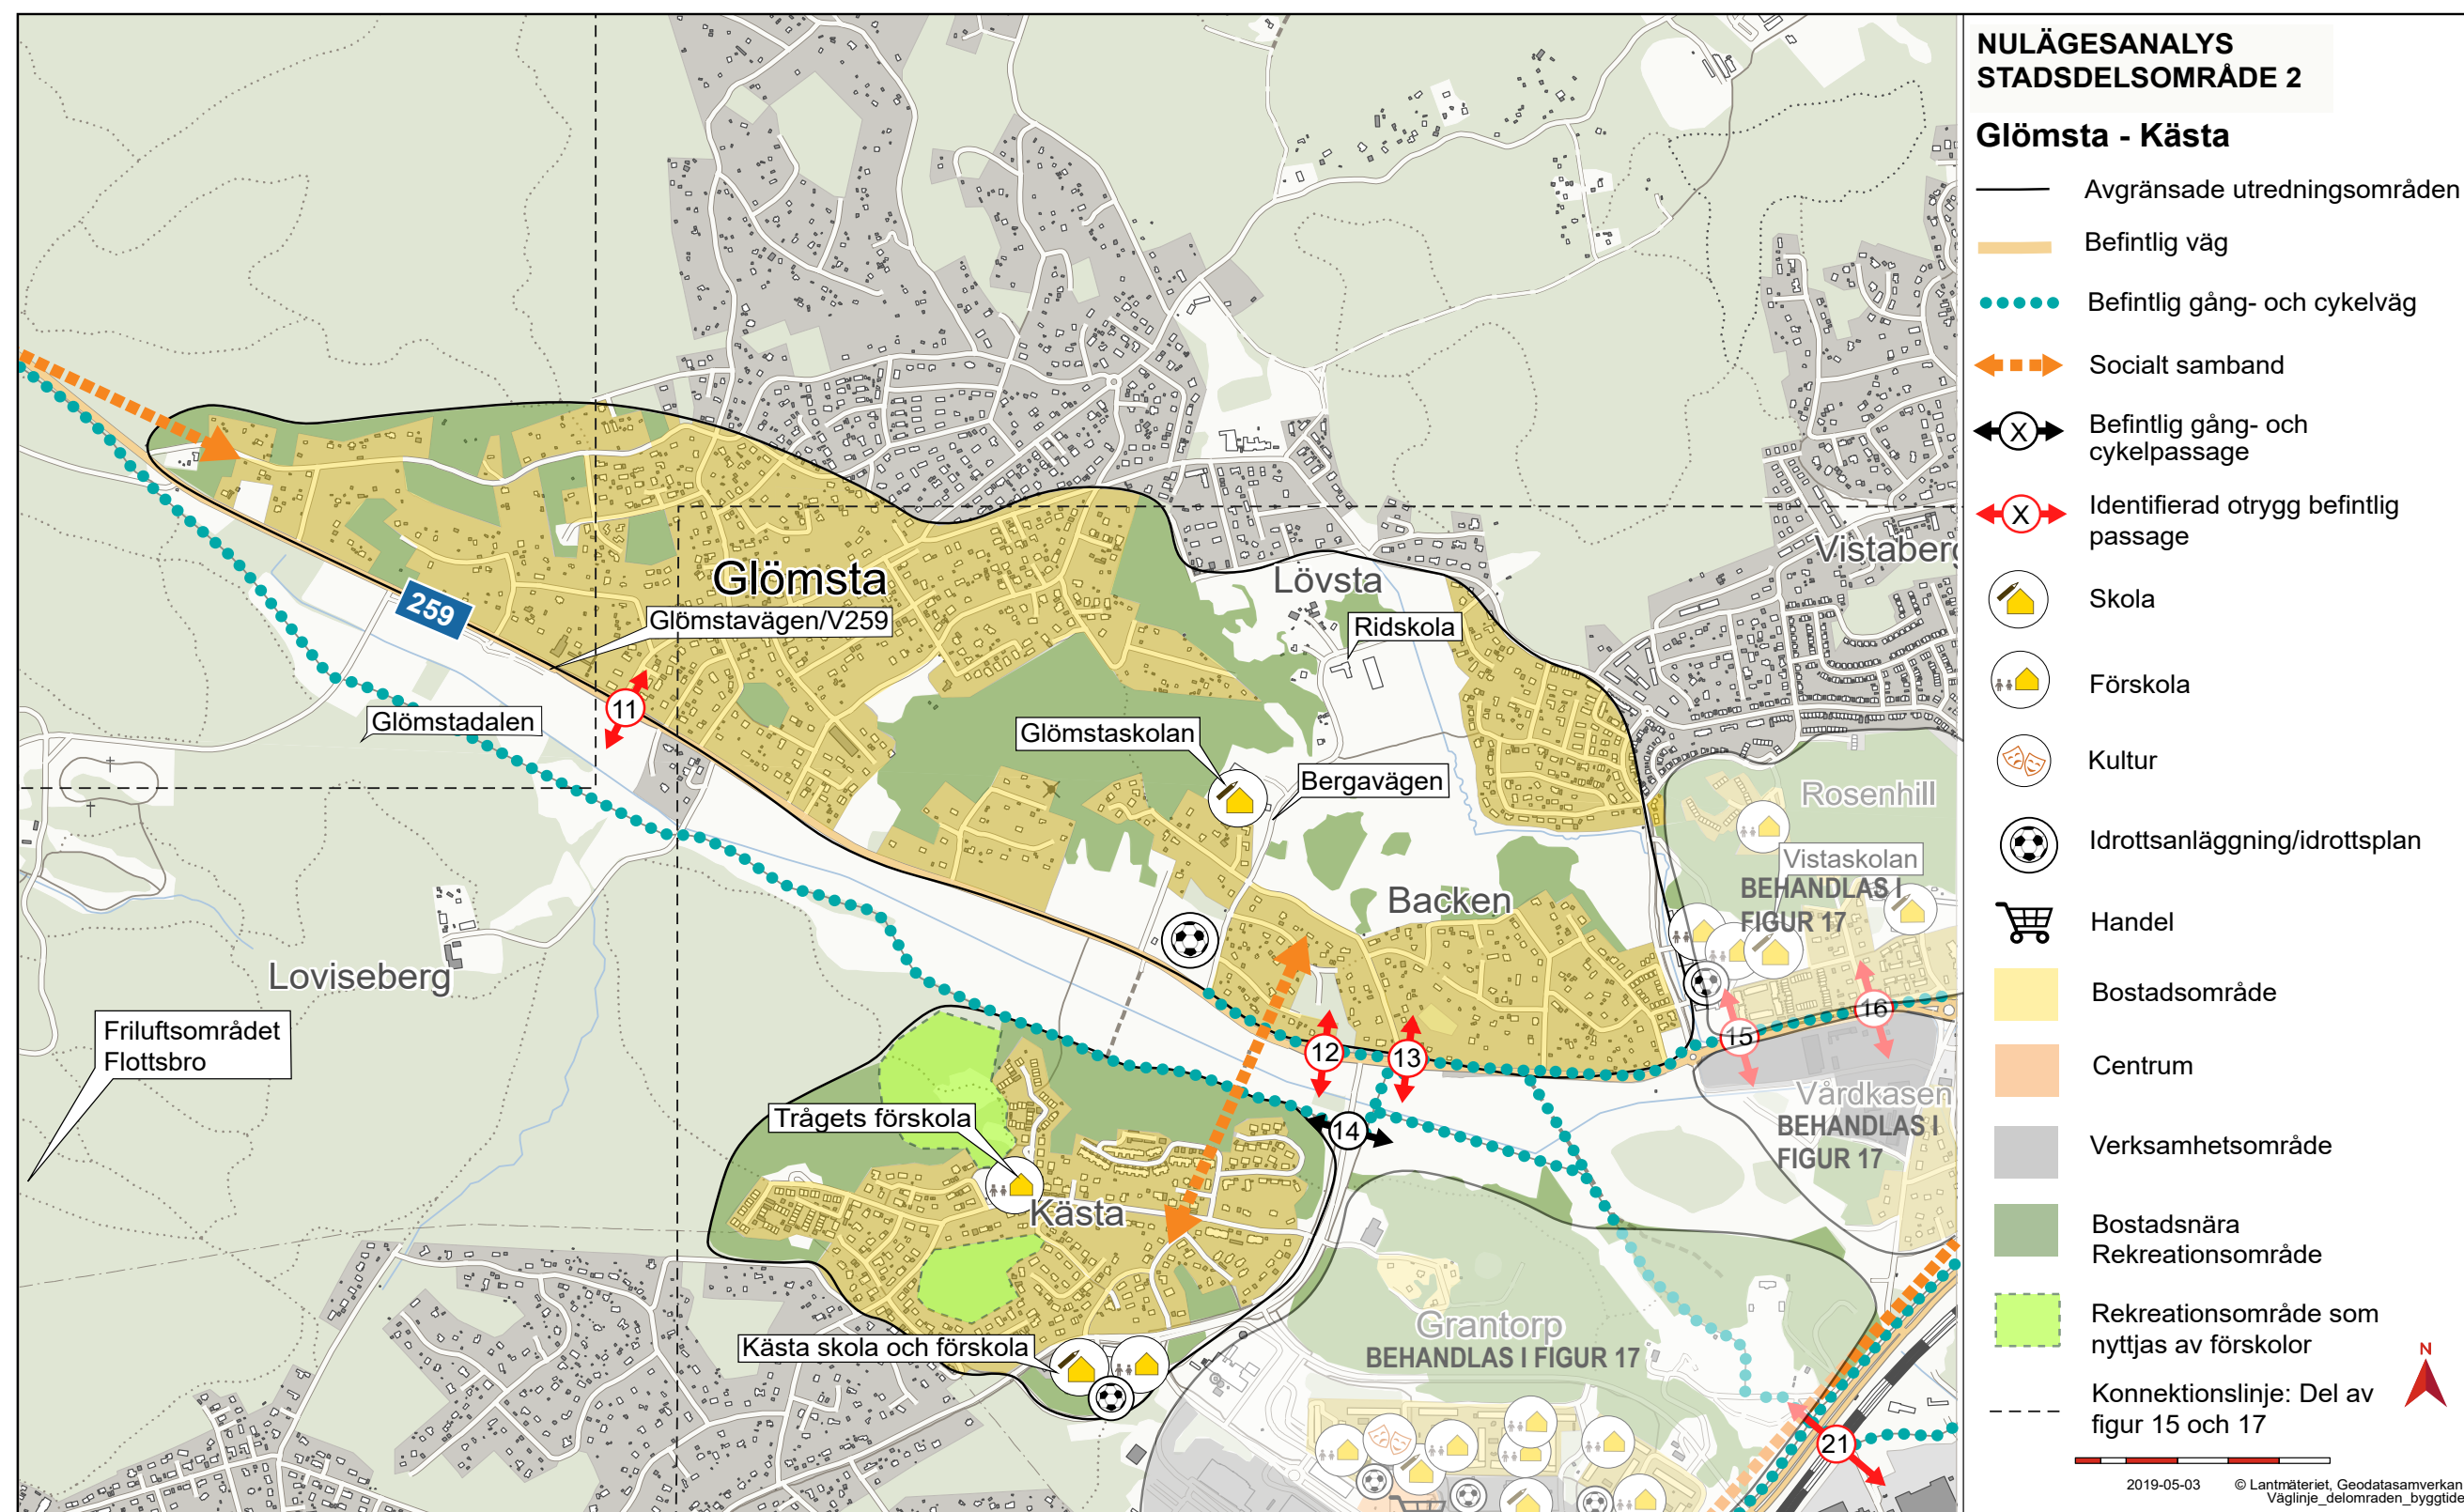 NULÄGESANALYS
STADSDELSOMRÅDE 2
Glömsta - Kästa
Avgränsade utredningsområden
Befintlig väg
Befintlig gång- och cykelväg
Socialt samband
X
Befintlig gång- och
cykelpassage
X
Identifierad otrygg befintlig
passage
Skola
Förskola
Kultur
Idrottsanläggning/idrottsplan
Handel
Bostadsområde
Centrum
Verksamhetsområde
Bostadsnära
Rekreationsområde
Rekreationsområde som
nyttjas av förskolor
Konnektionslinje: Del av
figur 15 och 17
N
2019-05-03
© Lantmäteriet, Geodatasamverkan
Väglinje_delomraden_byggtide
Vistaberg
Glömsta
Lövsta
259
Glömstavägen/V259
Ridskola
11
Glömstadalen
Glömstaskolan
Bergavägen
Rosenhill
Vistaskolan
BEHANDLAS I
FIGUR 17
Backen
Loviseberg
Friluftsområdet
Flottsbro
12
13
15
16
Vårdkasen
BEHANDLAS I
FIGUR 17
Trågets förskola
14
Kästa
Grantorp
BEHANDLAS I FIGUR 17
Kästa skola och förskola
21